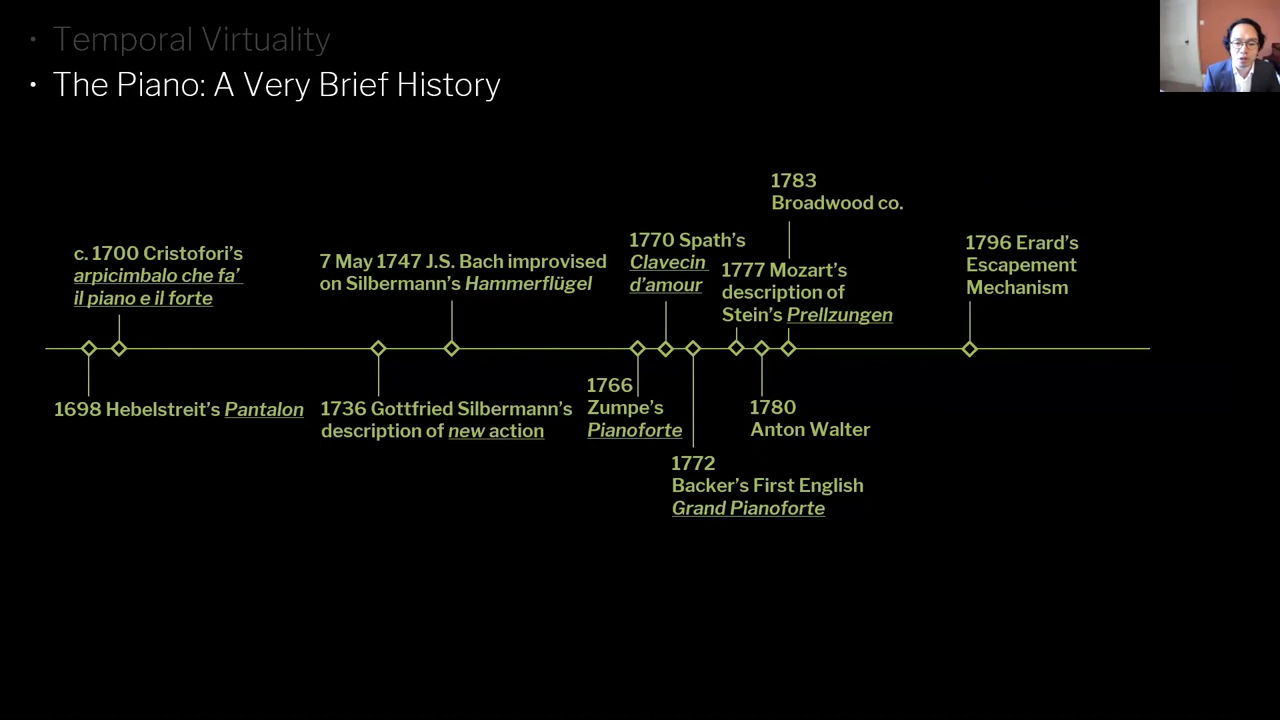 • Temporal Virtuality
• The Piano: A Very Brief History
c. 1700 Cristofori’s
arpicimbalo che fa’
il piano e il forte
7 May 1747 J.S. Bach improvised
on Silbermann’s Hammerflügel
1770 Spath’s
Clavecin
d’amour
1783
Broadwood co.
1777 Mozart’s
description of
Stein’s Prellzungen
1796 Erard’s
Escapement
Mechanism
1698 Hebelstreit’s Pantalon
1736 Gottfried Silbermann’s
description of new action
1766
Zumpe’s
Pianoforte
1772
Backer’s First English
Grand Pianoforte
1780
Anton Walter